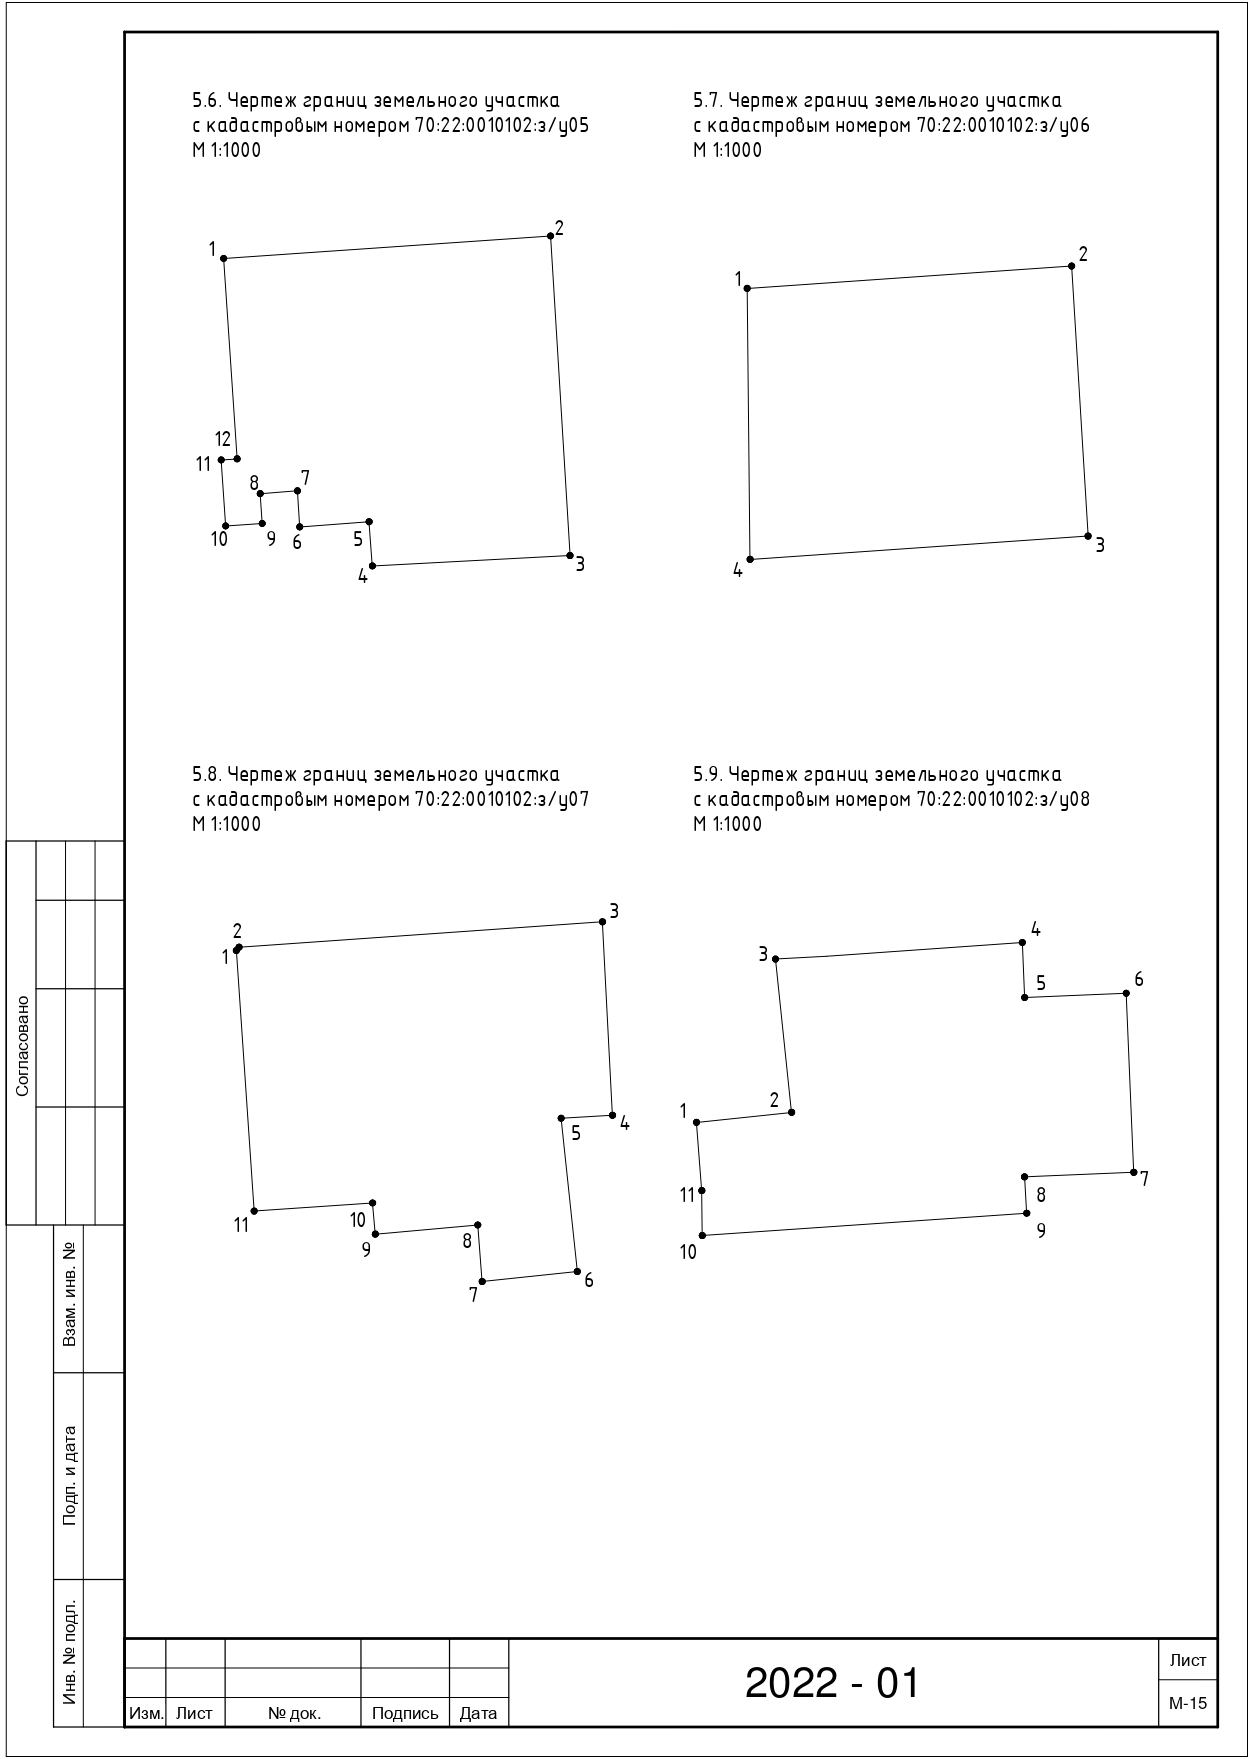 5.6. Чертеж границ земельного участка
с кадастровым номером 70:22:0010102:з/у05
М 1:1000
1
2
12
11
8
7
10
9
6
5
4
3
5.7. Чертеж границ земельного участка
с кадастровым номером 70:22:0010102:з/у06
М 1:1000
1
2
3
4
5.8. Чертеж границ земельного участка
с кадастровым номером 70:22:0010102:з/у07
М 1:1000
3
2
1
4
5
11
10
9
8
6
7
5.9. Чертеж границ земельного участка
с кадастровым номером 70:22:0010102:з/у08
М 1:1000
4
3
5
6
1
2
7
11
8
9
10
Согласовано
Взам. инв. №
Подп. и дата
Инв. № подл.
Изм. Лист № док. Подпись Дата
2022 - 01
Лист
М-15